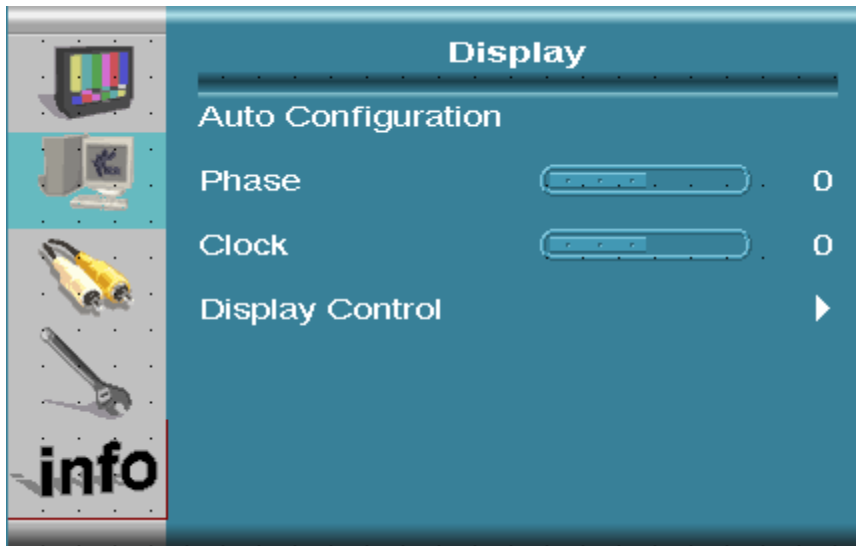 Display
Auto Configuration
Phase 0
Clock 0
Display Control
info